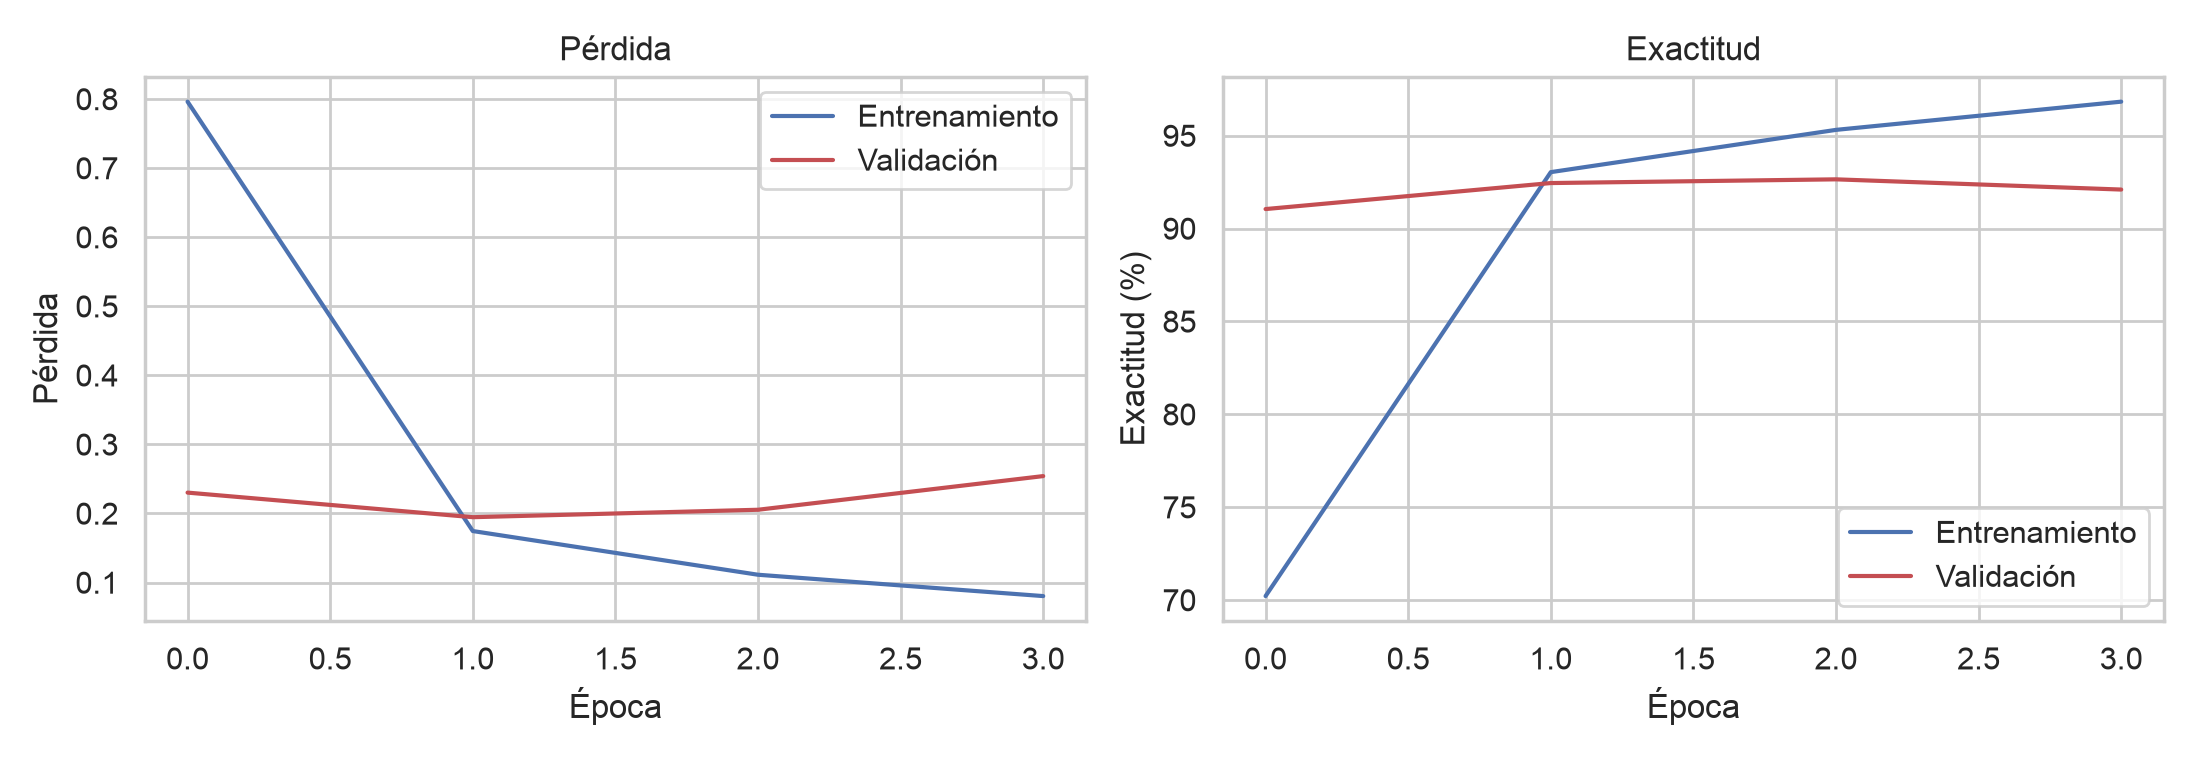 Pérdida
0.8
0.7
0.6
0.5
0.4
0.3
0.2
0.1
Pérdida
Entrenamiento
Validación
0.0 0.5 1.0 1.5 2.0 2.5 3.0
Época
Exactitud
95
90
85
80
75
70
Exactitud (%)
Entrenamiento
Validación
0.0 0.5 1.0 1.5 2.0 2.5 3.0
Época